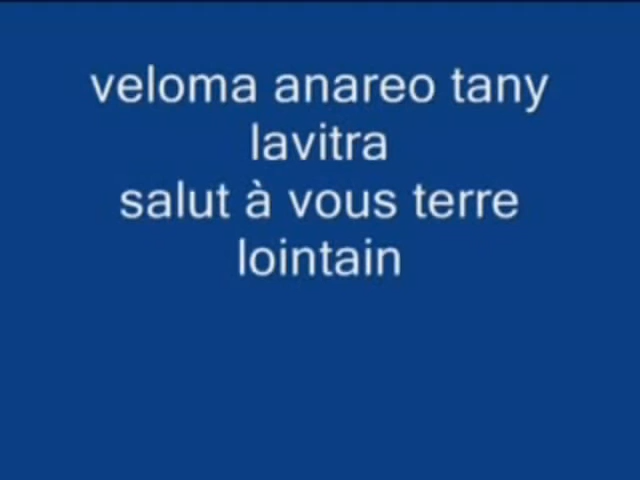 veloma anareo tany
lavitra
salut à vous terre
lointain